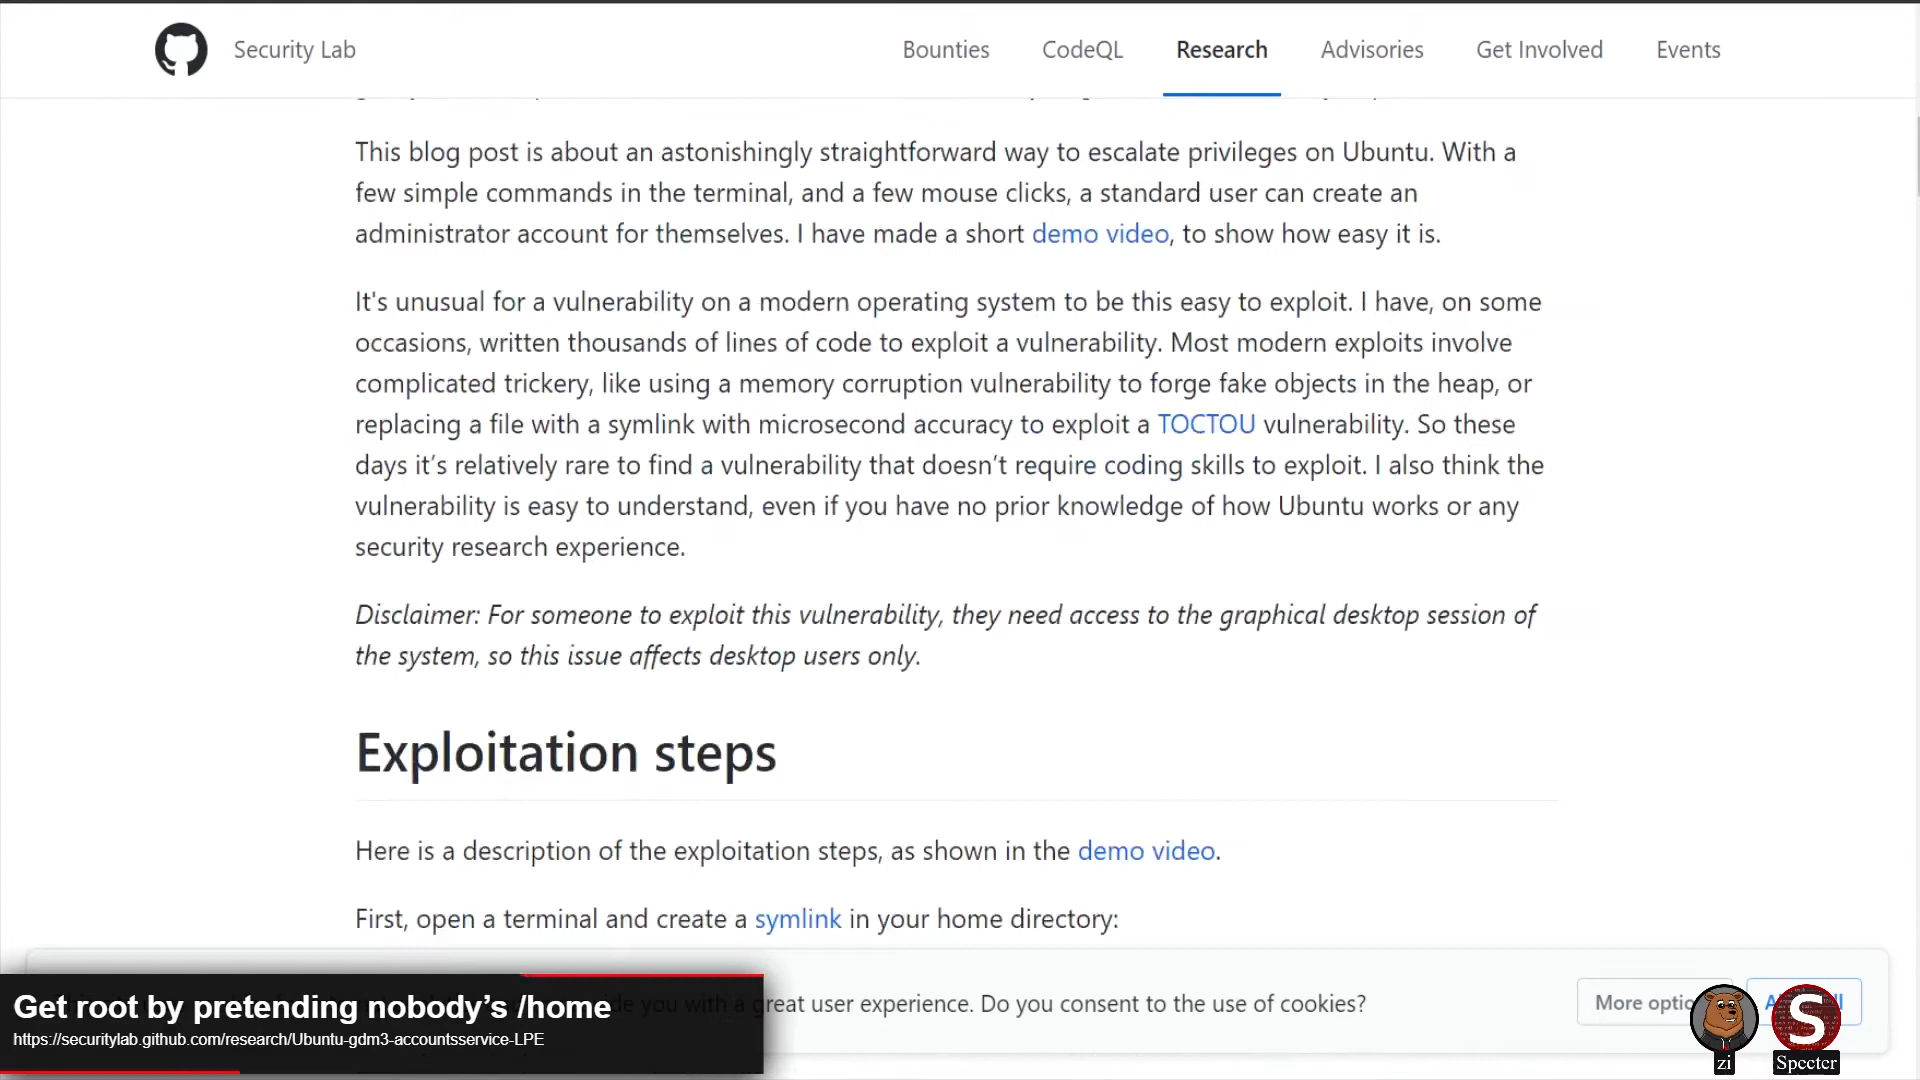 Security Lab
Bounties
CodeQL
Research
Advisories
Get Involved
Events
This blog post is about an astonishingly straightforward way to escalate privileges on Ubuntu. With a
few simple commands in the terminal, and a few mouse clicks, a standard user can create an
administrator account for themselves. I have made a short demo video, to show how easy it is.
It's unusual for a vulnerability on a modern operating system to be this easy to exploit. I have, on some
occasions, written thousands of lines of code to exploit a vulnerability. Most modern exploits involve
complicated trickery, like using a memory corruption vulnerability to forge fake objects in the heap, or
replacing a file with a symlink with microsecond accuracy to exploit a TOCTOU vulnerability. So these
days it’s relatively rare to find a vulnerability that doesn’t require coding skills to exploit. I also think the
vulnerability is easy to understand, even if you have no prior knowledge of how Ubuntu works or any
security research experience.
Disclaimer: For someone to exploit this vulnerability, they need access to the graphical desktop session of
the system, so this issue affects desktop users only.
Exploitation steps
Here is a description of the exploitation steps, as shown in the demo video.
First, open a terminal and create a symlink in your home directory:
you with a great user experience. Do you consent to the use of cookies?
More
Get root by pretending nobody’s /home
https://securitylab.github.com/research/Ubuntu-gdm3-accountsservice-LPE
S
zi
Specter